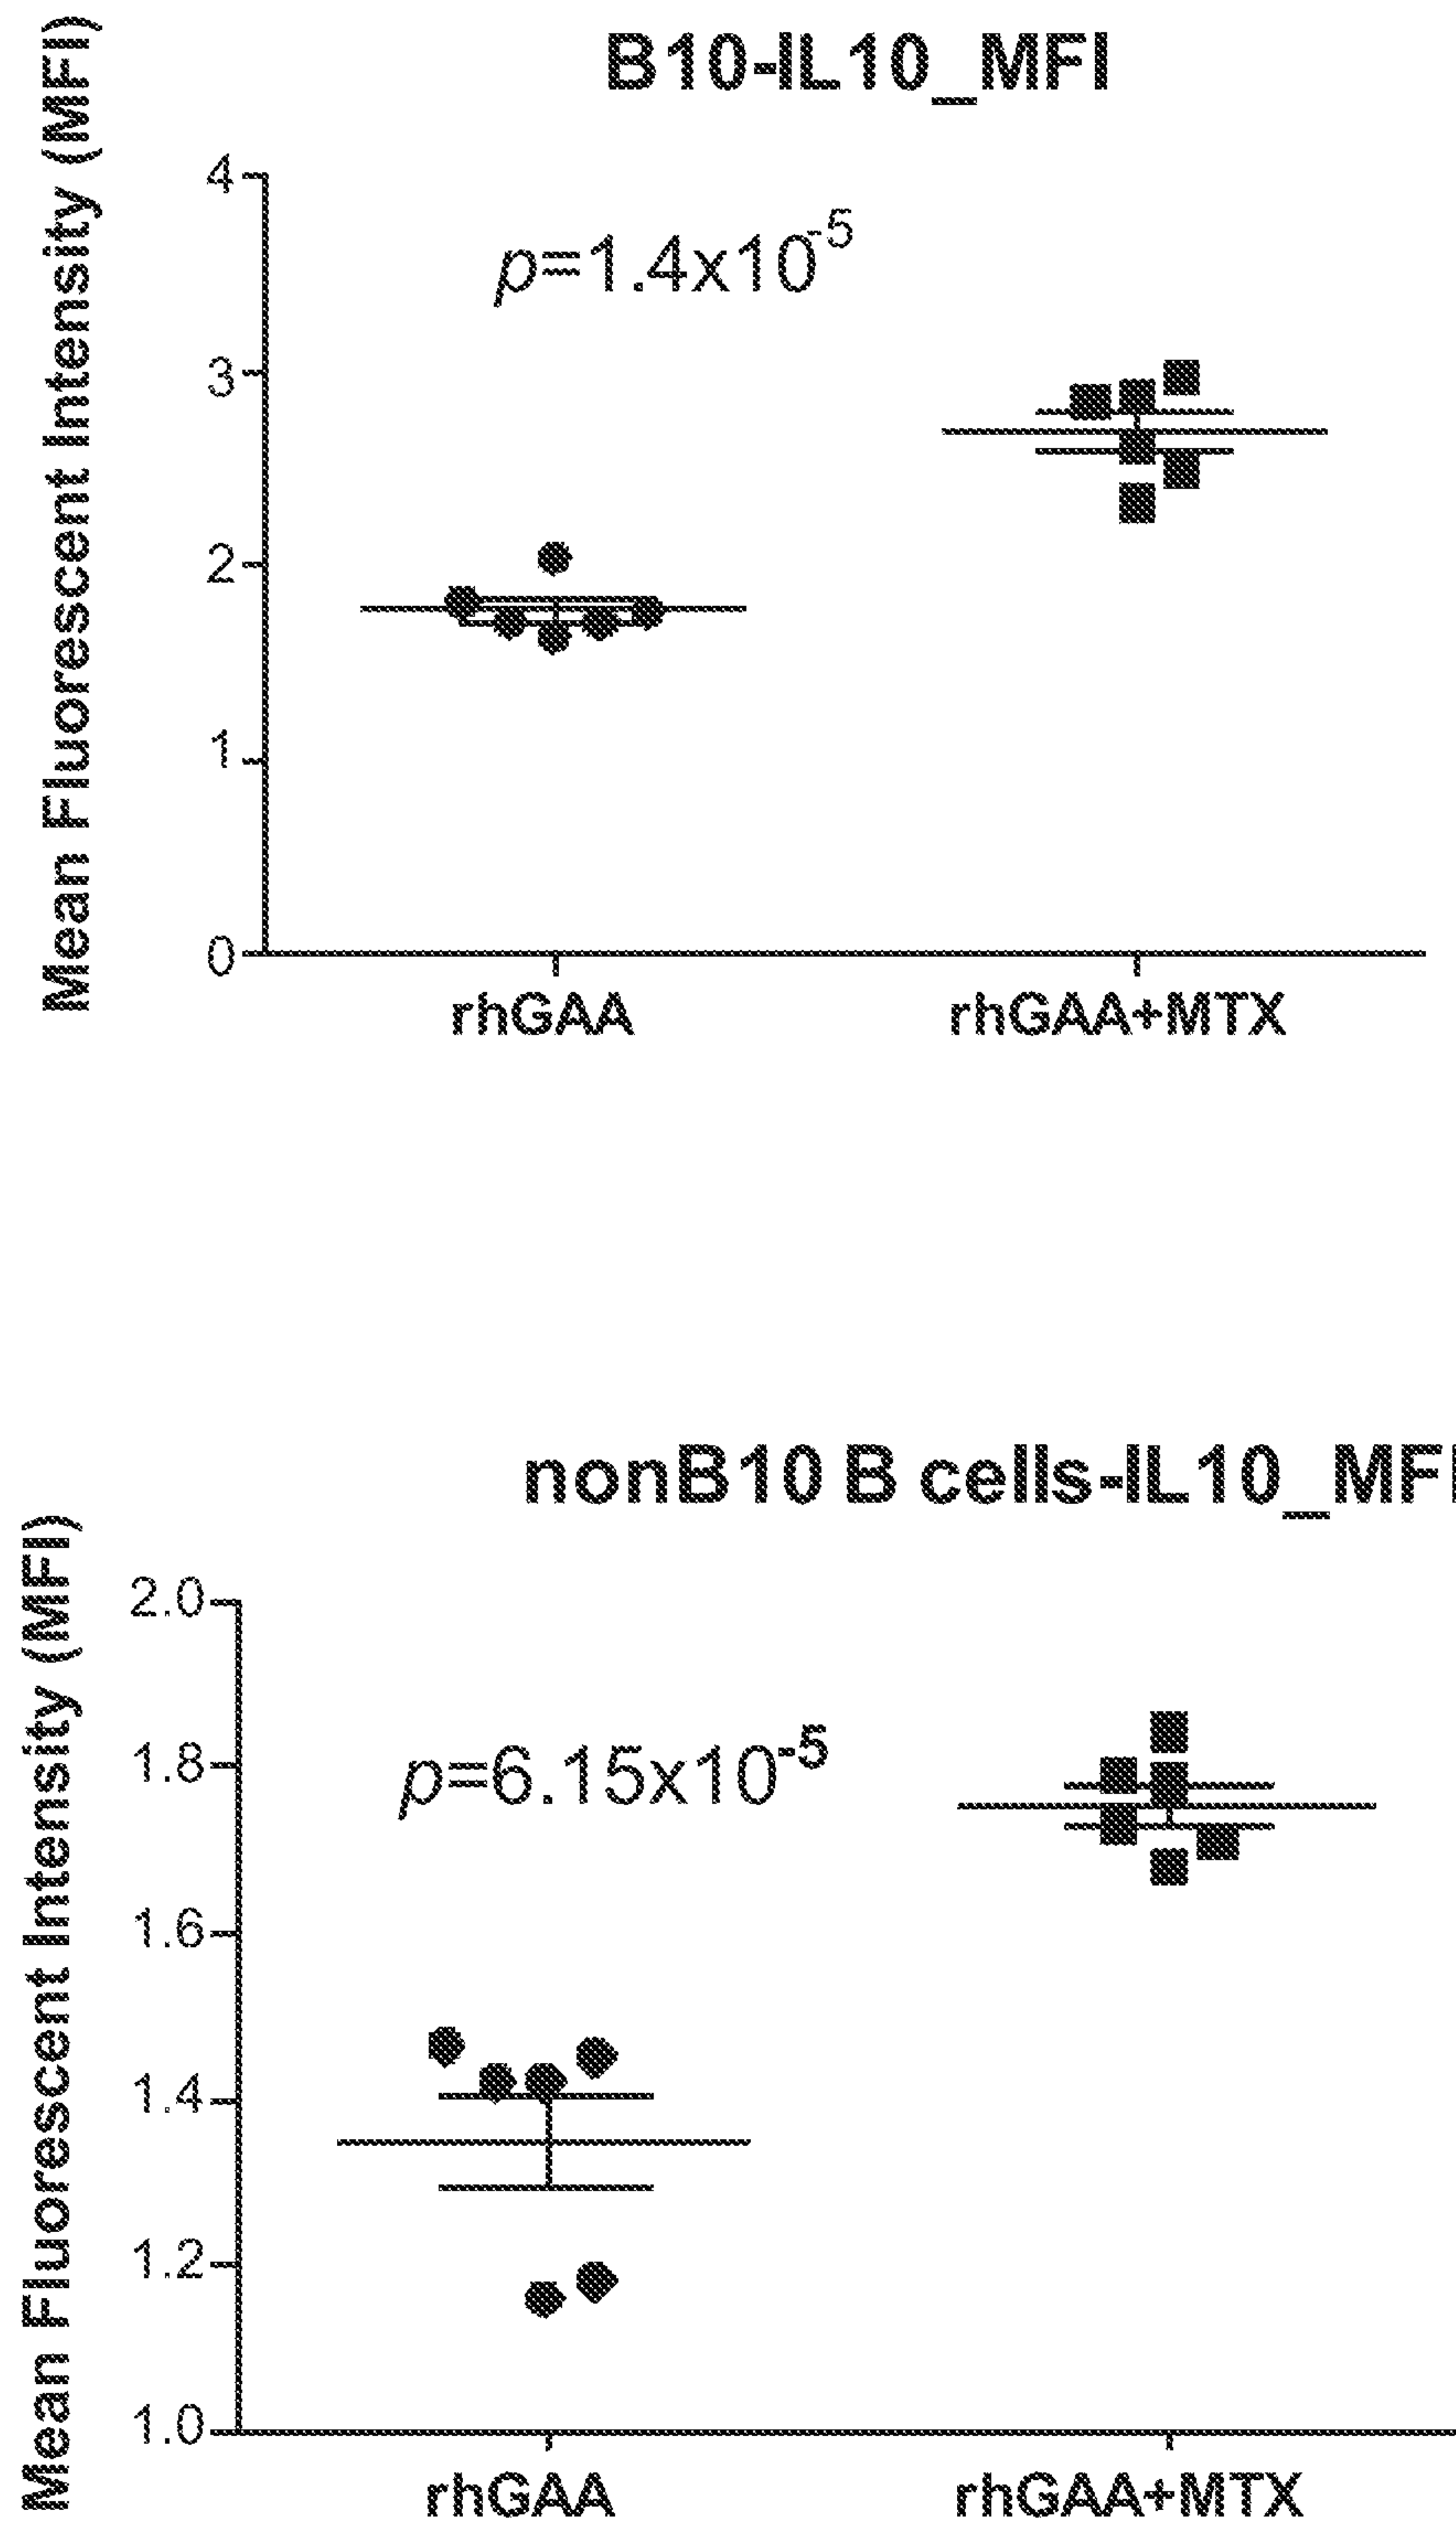 B10-IL10_MFI
Mean Fluorescent Intensity (MFI)
4
p=1.4x10-5
3
2
1
0
rhGAA
rhGAA+MTX
nonB10 B cells-IL10_MFI
Mean Fluorescent Intensity (MFI)
2.0
1.8
p=6.15x10-5
1.6
1.4
1.2
1.0
rhGAA
rhGAA+MTX